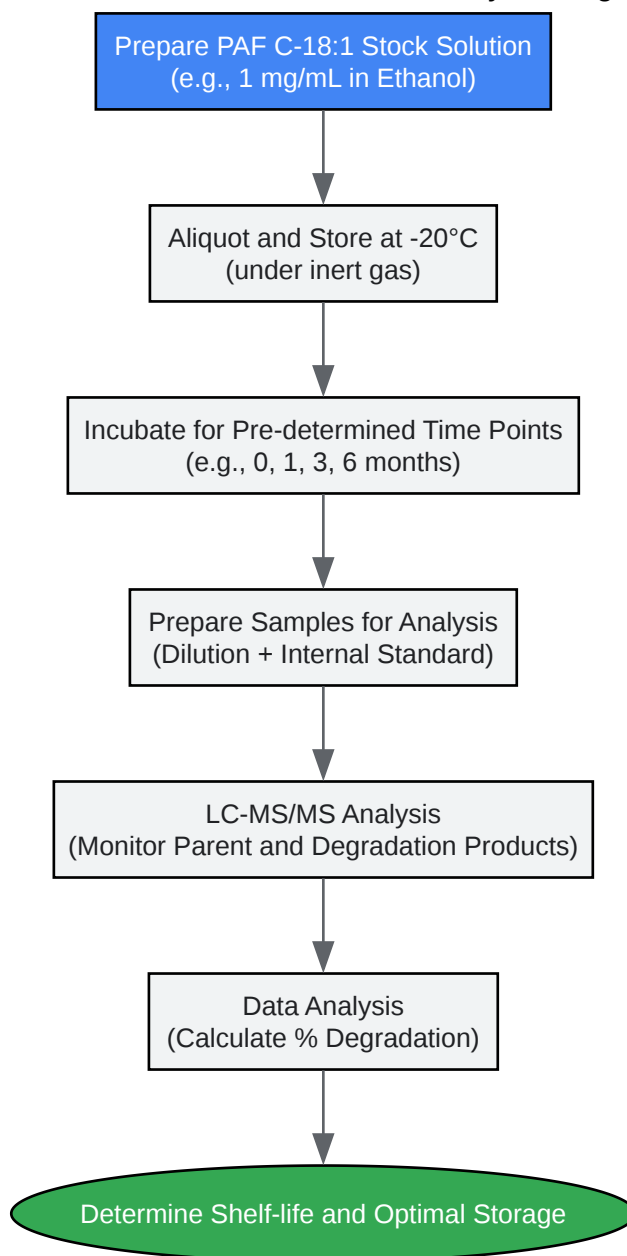 Prepare PAF C-18:1 Stock Solution
(e.g., 1 mg/mL in Ethanol)
Aliquot and Store at -20°C
(under inert gas)
Incubate for Pre-determined Time Points
(e.g., 0, 1, 3, 6 months)
Prepare Samples for Analysis
(Dilution + Internal Standard)
LC-MS/MS Analysis
(Monitor Parent and Degradation Products)
Data Analysis
(Calculate % Degradation)
Determine Shelf-life and Optimal Storage